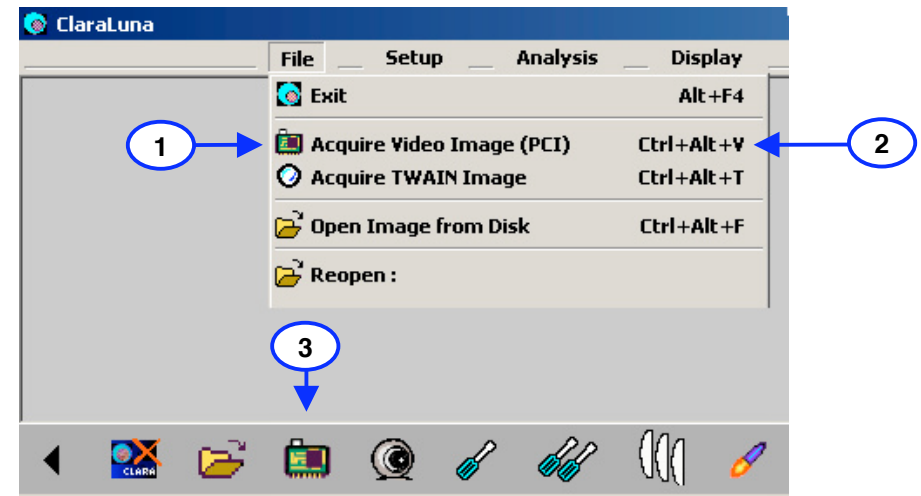 ClaraLuna
File Setup Analysis Display
Exit Alt+F4
1 Acquire Video Image (PCI) Ctrl+Alt+V 2
Acquire TWAIN Image Ctrl+Alt+T
Open Image from Disk Ctrl+Alt+F
Reopen :
3
CLARA